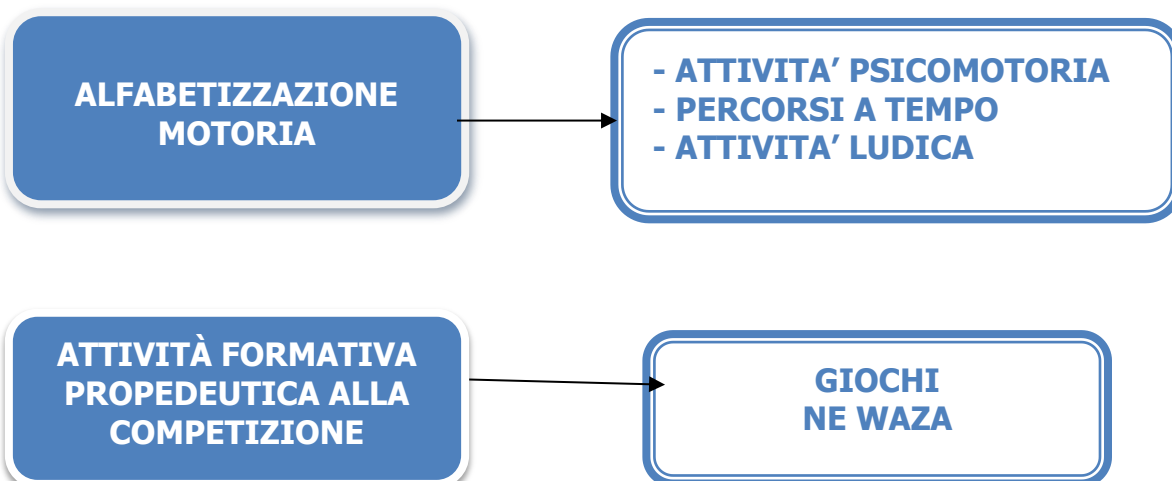 ALFABETIZZAZIONE
MOTORIA
- ATTIVITA’ PSICOMOTORIA
- PERCORSI A TEMPO
- ATTIVITA’ LUDICA
ATTIVITÀ FORMATIVA
PROPEDEUTICA ALLA
COMPETIZIONE
GIOCHI
NE WAZA